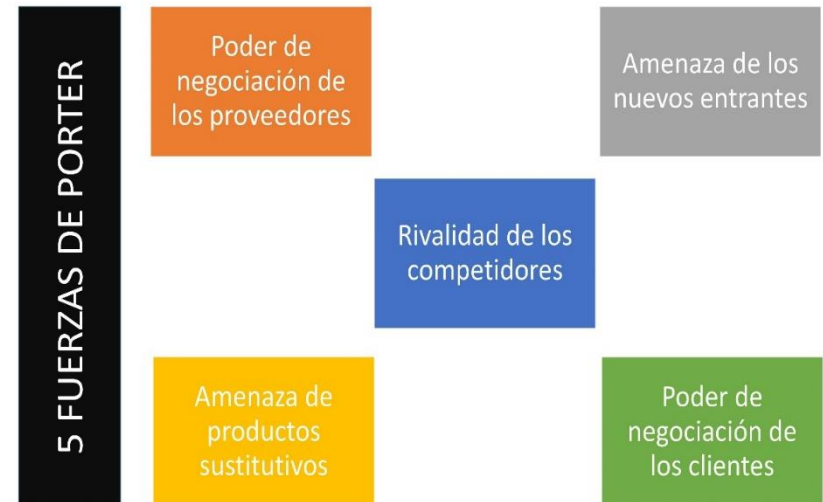 5 FUERZAS DE PORTER
Poder de
negociación de
los proveedores
Amenaza de los
nuevos entrantes
Rivalidad de los
competidores
Amenaza de
productos
sustitutivos
Poder de
negociación de
los clientes